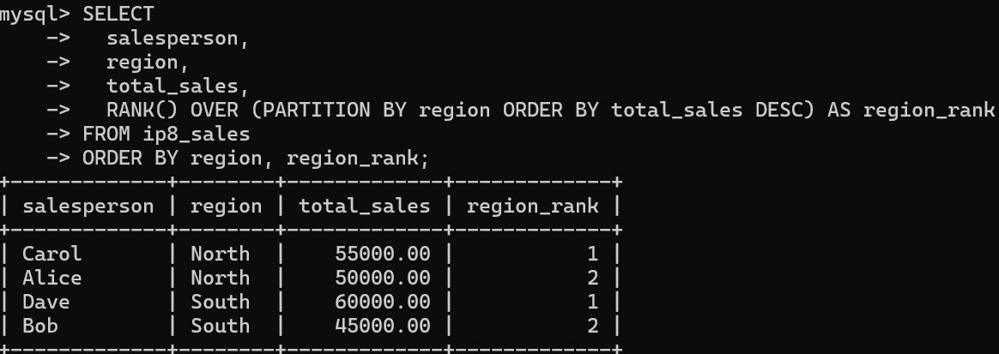 mysql> SELECT
    ->   salesperson,
    ->   region,
    ->   total_sales,
    ->   RANK() OVER (PARTITION BY region ORDER BY total_sales DESC) AS region_rank
    -> FROM ip8_sales
    -> ORDER BY region, region_rank;
+-------------+--------+-------------+-------------+
| salesperson | region | total_sales | region_rank |
+-------------+--------+-------------+-------------+
| Carol       | North  |    55000.00 |           1 |
| Alice       | North  |    50000.00 |           2 |
| Dave        | South  |    60000.00 |           1 |
| Bob         | South  |    45000.00 |           2 |
+-------------+--------+-------------+-------------+